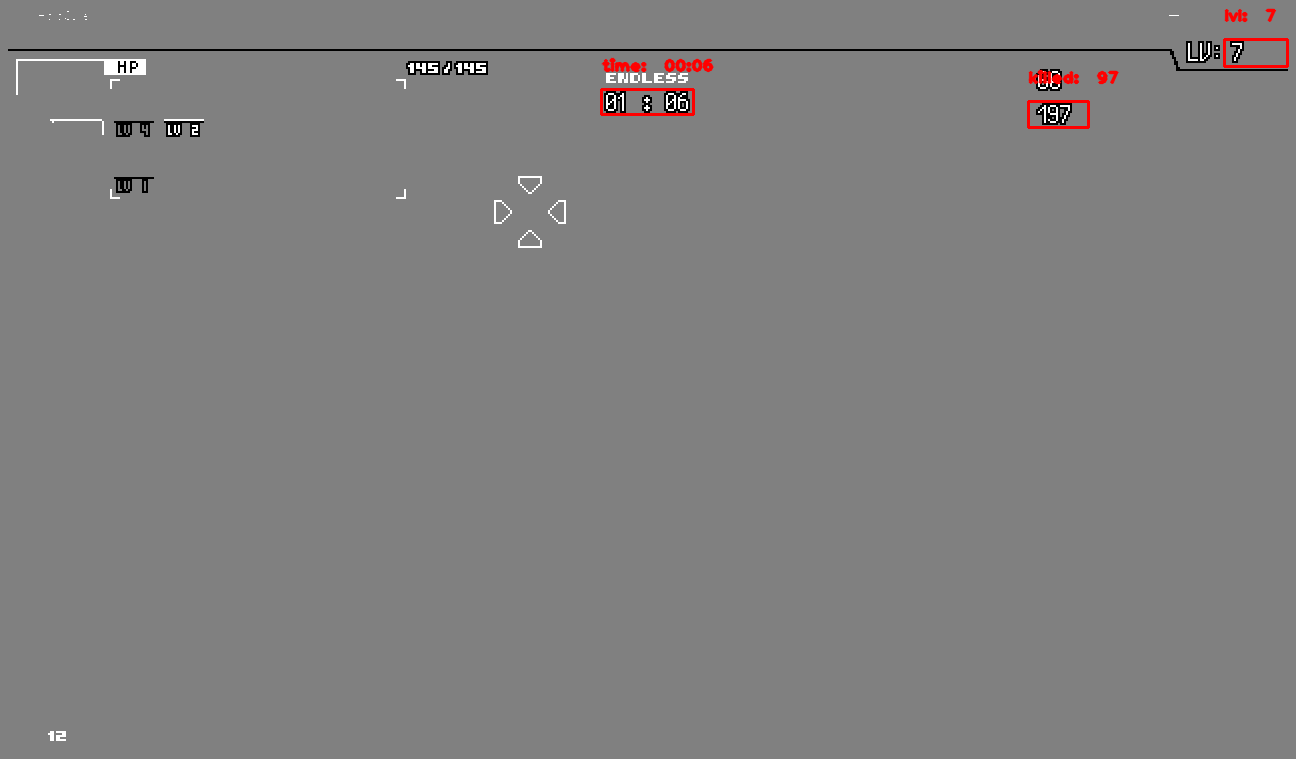 lvl: 7
LV: 7
HP 145/145
time: 00:06
ENDLESS
killed: 97
01 : 06
197
LV 4 LV 2
LV 1
12